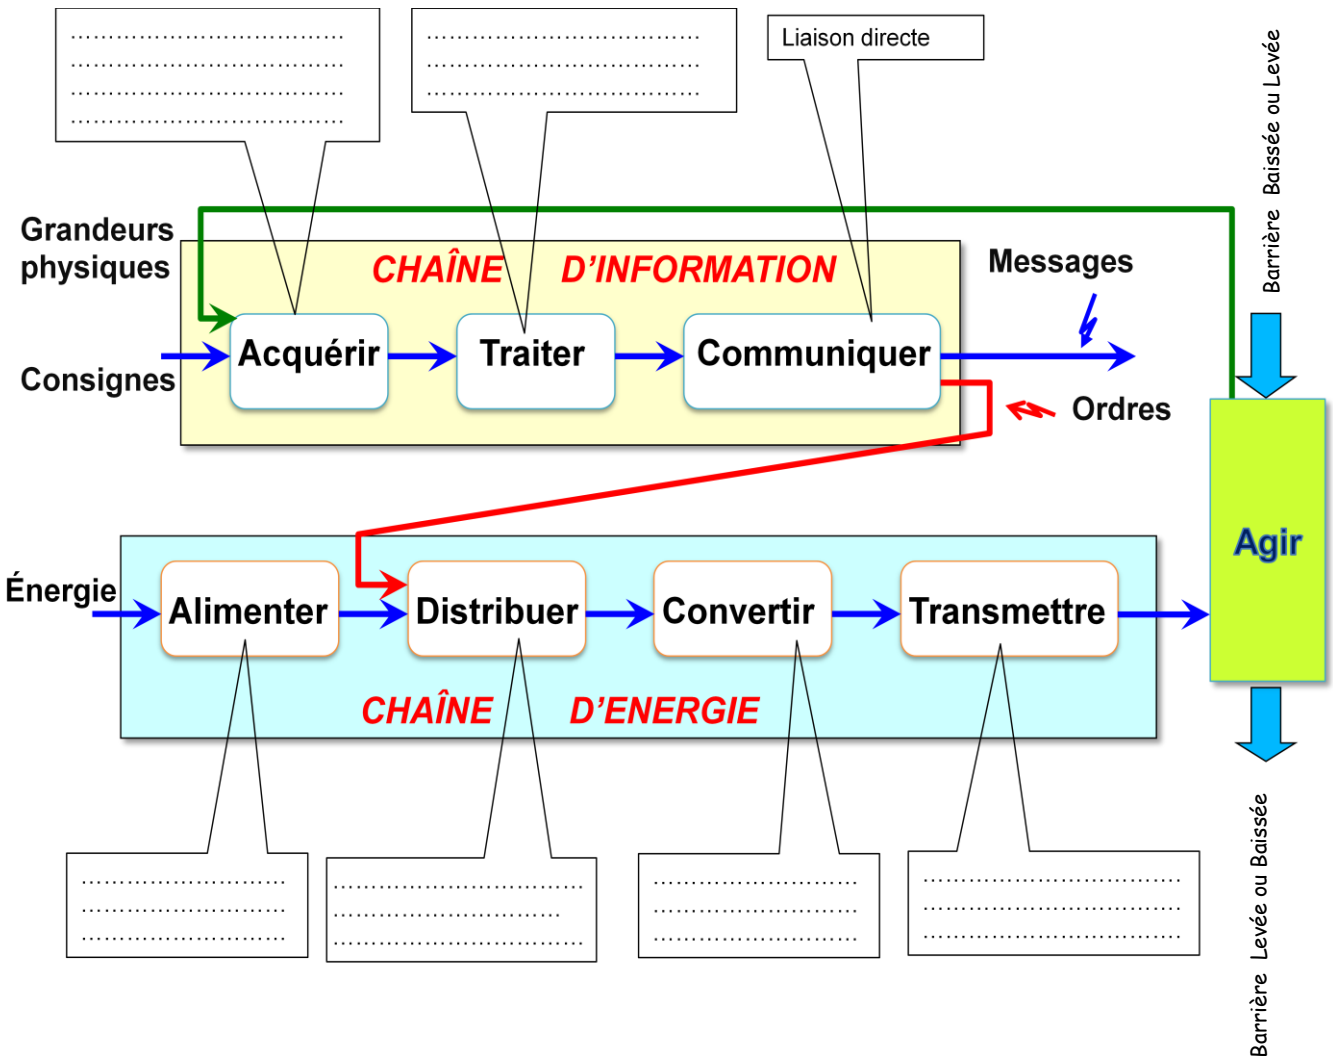 Liaison directe
Barrière Baissée ou Levée
Grandeurs
physiques
CHAÎNE D'INFORMATION
Messages
Acquérir
Traiter
Communiquer
Consignes
Ordres
Agir
Énergie
Alimenter
Distribuer
Convertir
Transmettre
CHAÎNE D'ENERGIE
Barrière Levée ou Baissée